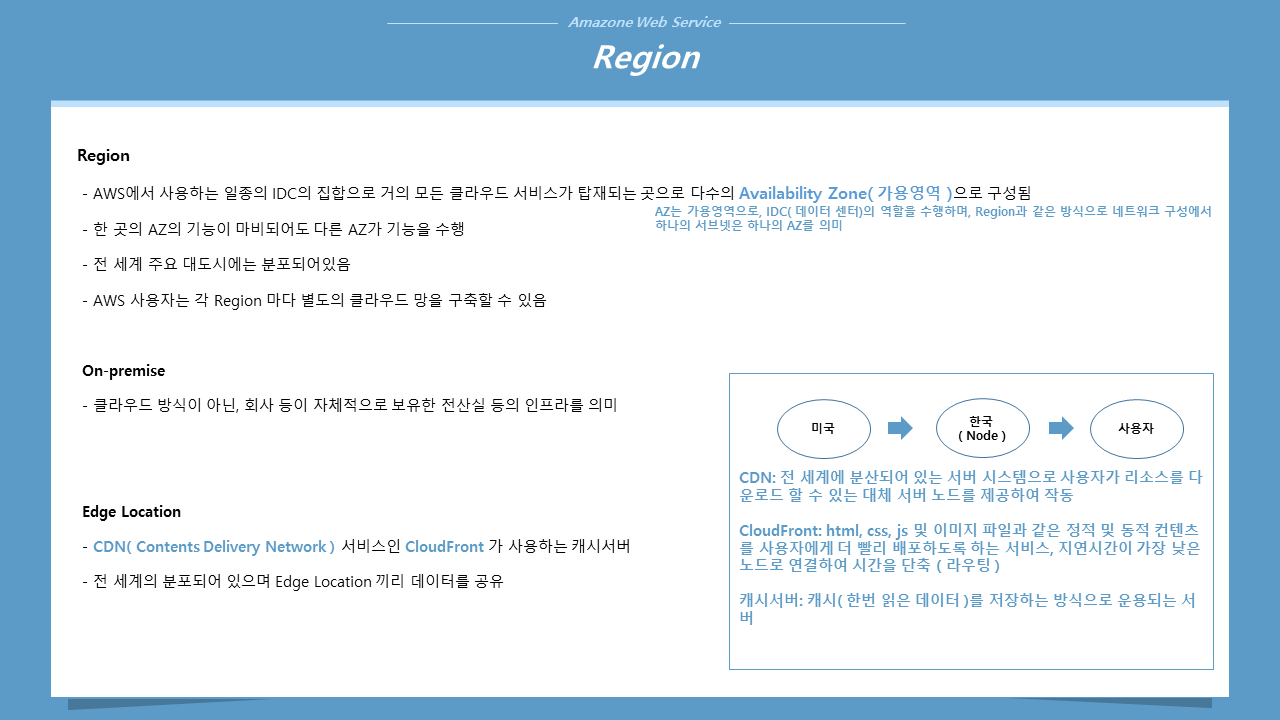 Amazone Web Service
Region
Region
- AWS에서 사용하는 일종의 IDC의 집합으로 거의 모든 클라우드 서비스가 탑재되는 곳으로 다수의 Availability Zone( 가용영역 )으로 구성됨
AZ는 가용영역으로, IDC( 데이터 센터)의 역할을 수행하며, Region과 같은 방식으로 네트워크 구성에서
하나의 서브넷은 하나의 AZ를 의미
- 한 곳의 AZ의 기능이 마비되어도 다른 AZ가 기능을 수행
- 전 세계 주요 대도시에는 분포되어있음
- AWS 사용자는 각 Region 마다 별도의 클라우드 망을 구축할 수 있음
On-premise
- 클라우드 방식이 아닌, 회사 등이 자체적으로 보유한 전산실 등의 인프라를 의미
Edge Location
- CDN( Contents Delivery Network ) 서비스인 CloudFront 가 사용하는 캐시서버
- 전 세계의 분포되어 있으며 Edge Location 끼리 데이터를 공유
미국
한국
( Node )
사용자
CDN: 전 세계에 분산되어 있는 서버 시스템으로 사용자가 리소스를 다
운로드 할 수 있는 대체 서버 노드를 제공하여 작동
CloudFront: html, css, js 및 이미지 파일과 같은 정적 및 동적 컨텐츠
를 사용자에게 더 빨리 배포하도록 하는 서비스, 지연시간이 가장 낮은
노드로 연결하여 시간을 단축 ( 라우팅 )
캐시서버: 캐시( 한번 읽은 데이터 )를 저장하는 방식으로 운용되는 서
버